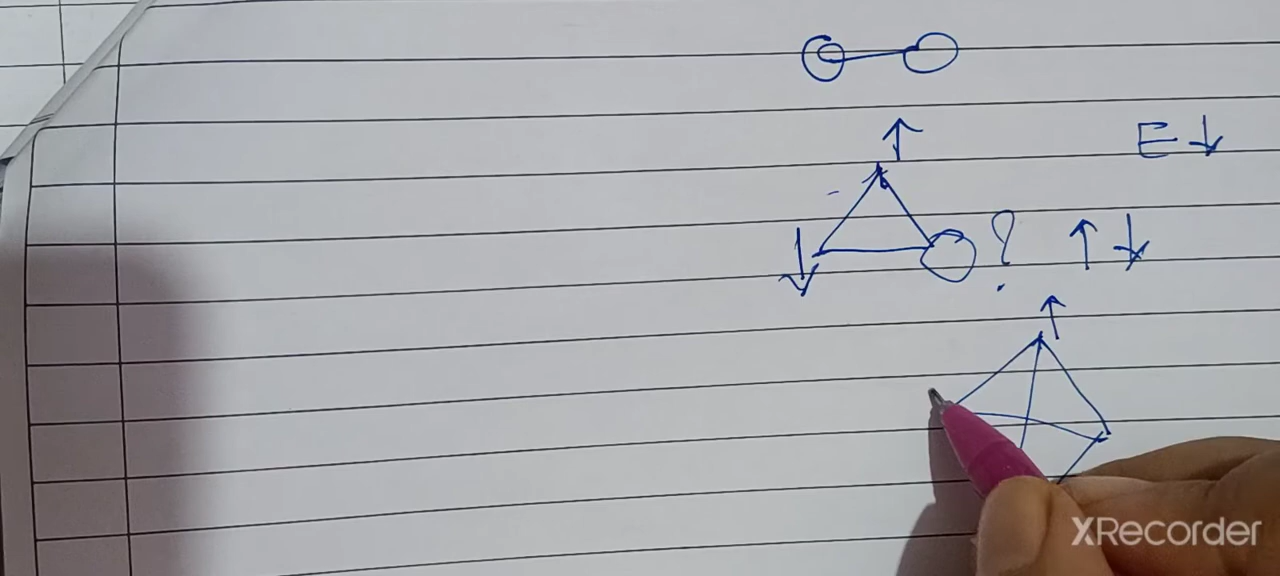 ↑
E↓
↓ ? ↑↓
↑
XRecorder